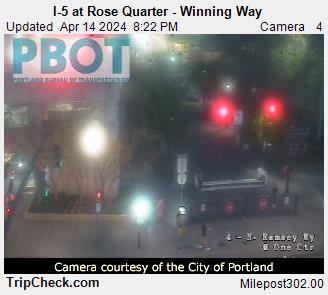 I-5 at Rose Quarter - Winning Way
Updated Apr 14 2024 8:22 PM Camera 4
PBOT
PORTLAND BUREAU OF TRANSPORTATION
4 - N. Ramsey Wy
W One Ctr
Camera courtesy of the City of Portland
TripCheck.com Milepost302.00